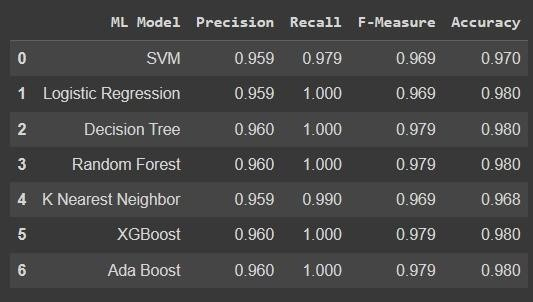 ML Model Precision Recall F-Measure Accuracy
0 SVM 0.959 0.979 0.969 0.970
1 Logistic Regression 0.959 1.000 0.969 0.980
2 Decision Tree 0.960 1.000 0.979 0.980
3 Random Forest 0.960 1.000 0.979 0.980
4 K Nearest Neighbor 0.959 0.990 0.969 0.968
5 XGBoost 0.960 1.000 0.979 0.980
6 Ada Boost 0.960 1.000 0.979 0.980